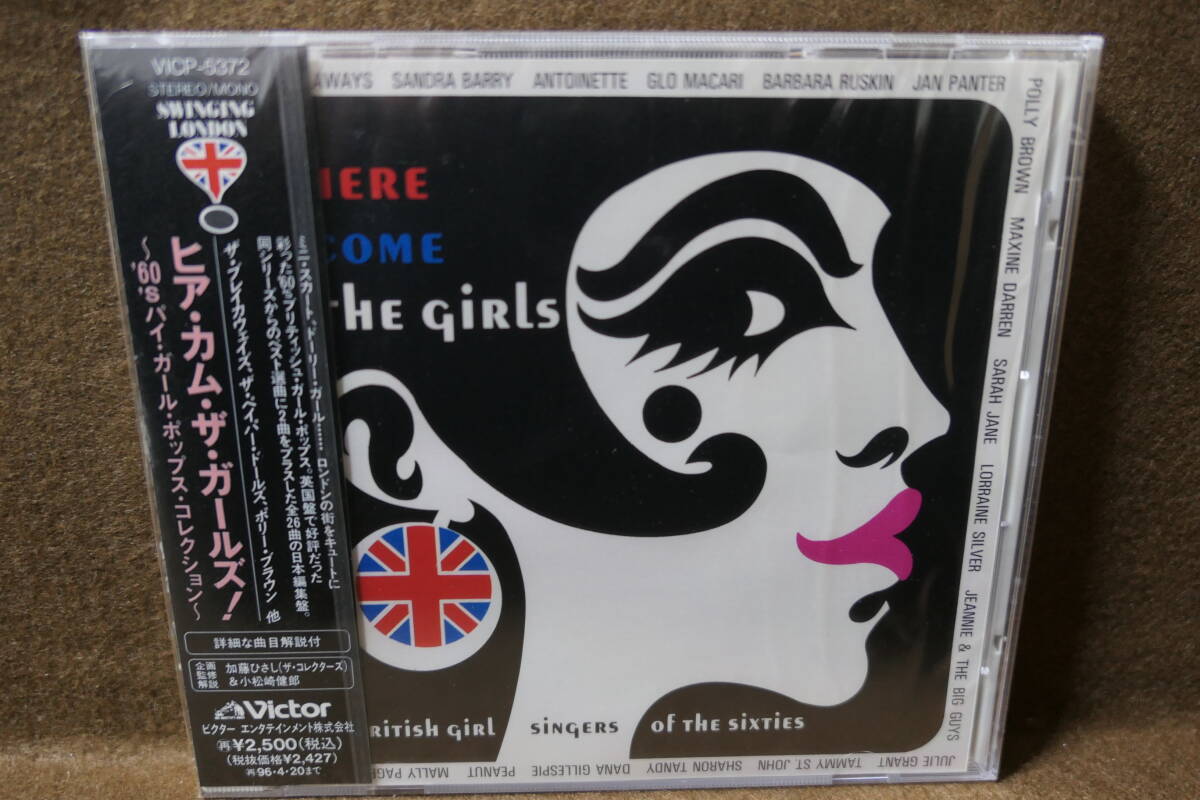 VICP-5372
STEREO/MONO
SWINGING
LONDON
ヒア・カム・ザ・ガールズ!
〜'60'sパイ・ガール・ポップス・コレクション〜
ミニ・スカート、ドーリー・ガール……ロンドンの街をキュートに
彩った'60'sブリティッシュ・ガール・ポップス。英国盤で好評だった
同シリーズからのベスト選曲に2曲をプラスした全26曲の日本編集盤。
ザ・ブレイカウェイズ、ザ・ペイパー・ドールズ、ポリー・ブラウン 他
詳細な曲目解説付
企画
監修
解説
加藤ひさし(ザ・コレクターズ)
&小松崎健郎
Victor
ビクター エンタテインメント株式会社
再¥2,500(税込)
(税抜価格¥2,427)
再96・4・20まで
AWAYS SANDRA BARRY ANTOINETTE GLO MACARI BARBARA RUSKIN JAN PANTER
POLLY BROWN MAXINE DARREN SARAH JANE LORRAINE SILVER JEANNIE & THE BIG GUYS
JULIE GRANT TAMMY ST. JOHN SHARON TANDY DANA GILLESPIE PEANUT MALLY PAGE
HERE
COME
THE GIRLS
BRITISH GIRL SINGERS OF THE SIXTIES